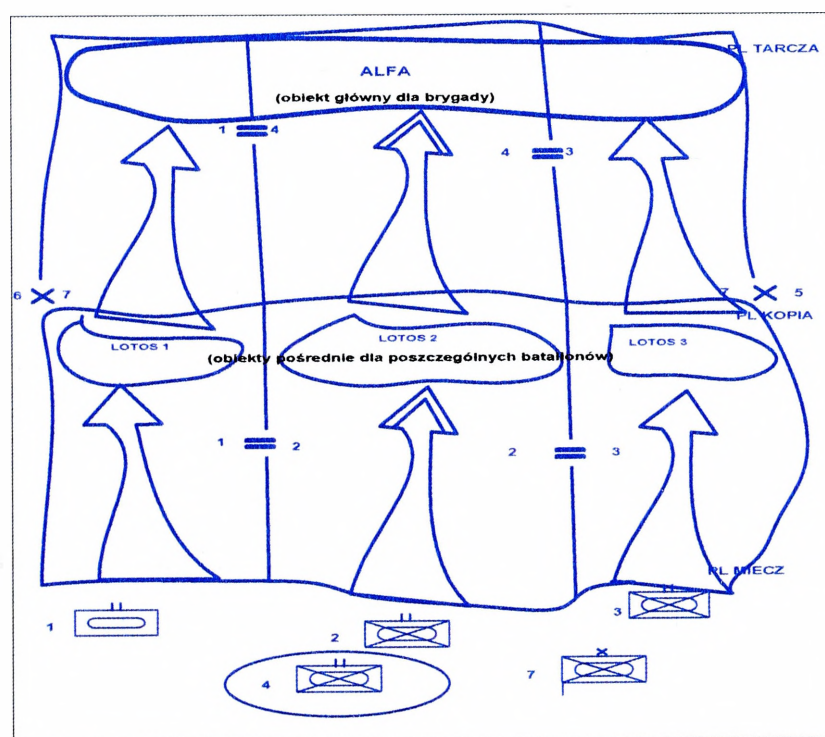 PL TARCZA
ALFA
(obiekt główny dla brygady)
1 4
4 3
6 7
7 5
PL KOPIA
LOTOS 1
LOTOS 2
LOTOS 3
(obiekty pośrednie dla poszczególnych batalionów)
1 2
2 3
PL MIECZ
1
2
3
4
7